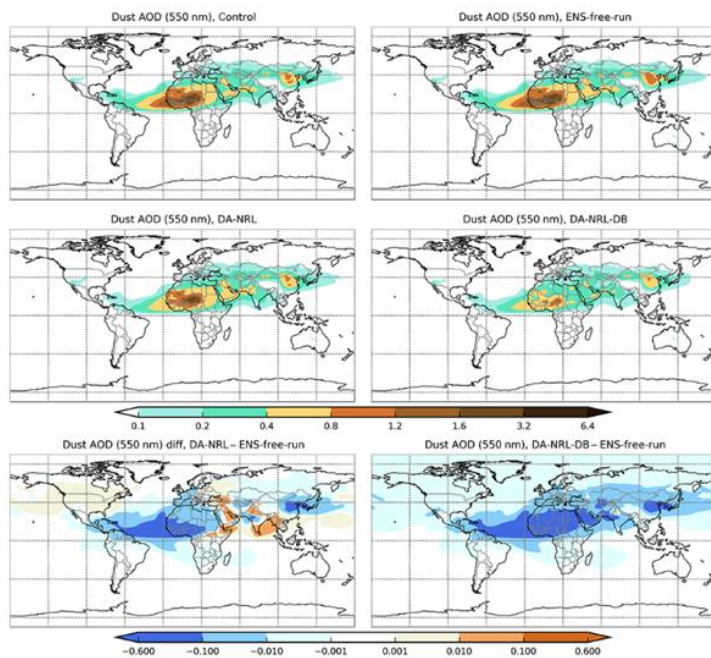 Dust AOD (550 nm), Control
Dust AOD (550 nm), ENS-free-run
Dust AOD (550 nm), DA-NRL
Dust AOD (550 nm), DA-NRL-DB
0.1 0.2 0.4 0.8 1.2 1.6 3.2 6.4
Dust AOD (550 nm) diff, DA-NRL−ENS-free-run
Dust AOD (550 nm), DA-NRL-DB−ENS-free-run
−0.600 −0.100 −0.010 −0.001 0.001 0.010 0.100 0.600